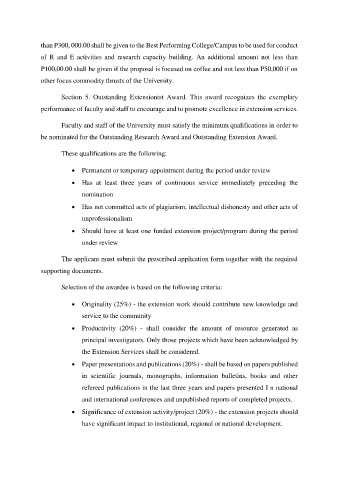 than P300, 000.00 shall be given to the Best Performing College/Campus to be used for conduct
of R and E activities and research capacity building. An additional amount not less than
P100,00.00 shall be given if the proposal is focused on coffee and not less than P50,000 if on
other focus commodity thrusts of the University.
Section 5. Outstanding Extensionist Award. This award recognizes the exemplary
performance of faculty and staff to encourage and to promote excellence in extension services.
Faculty and staff of the University must satisfy the minimum qualifications in order to
be nominated for the Outstanding Research Award and Outstanding Extension Award.
These qualifications are the following:
• Permanent or temporary appointment during the period under review
• Has at least three years of continuous service immediately preceding the
nomination
• Has not committed acts of plagiarism, intellectual dishonesty and other acts of
unprofessionalism
• Should have at least one funded extension project/program during the period
under review
The applicant must submit the prescribed application form together with the required
supporting documents.
Selection of the awardee is based on the following criteria:
• Originality (25%) - the extension work should contribute new knowledge and
service to the community
• Productivity (20%) - shall consider the amount of resource generated as
principal investigators. Only those projects which have been acknowledged by
the Extension Services shall be considered.
• Paper presentations and publications (20%) - shall be based on papers published
in scientific journals, monographs, information bulletins, books and other
refereed publications in the last three years and papers presented I n national
and international conferences and unpublished reports of completed projects.
• Significance of extension activity/project (20%) - the extension projects should
have significant impact to institutional, regional or national development.